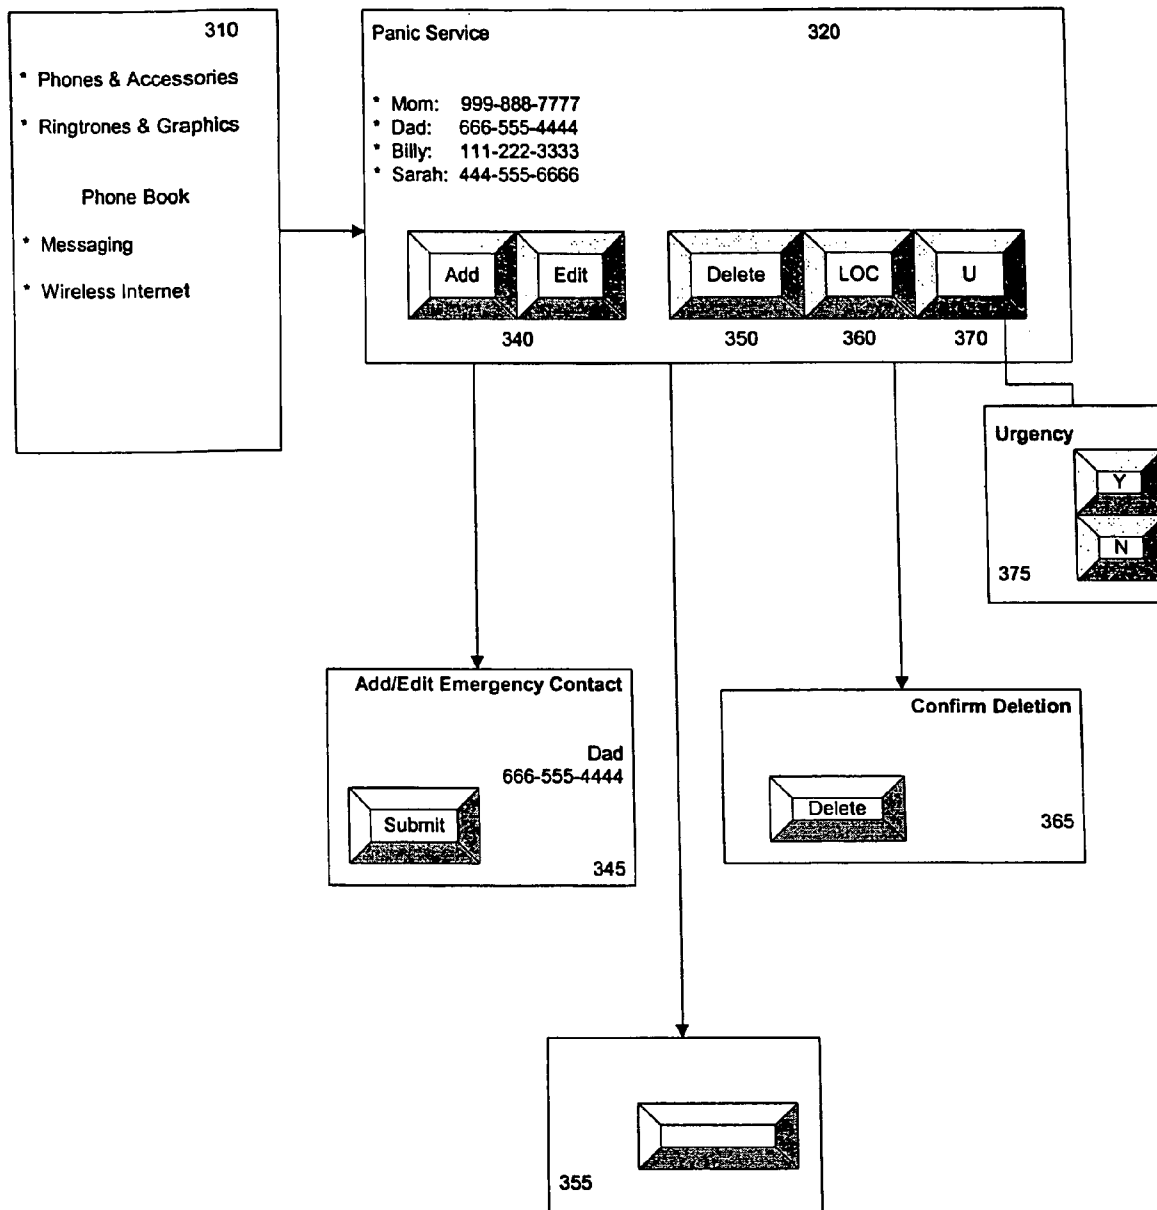 310
* Phones & Accessories
* Ringtrones & Graphics
Phone Book
* Messaging
* Wireless Internet
Panic Service 320
* Mom: 999-888-7777
* Dad: 666-555-4444
* Billy: 111-222-3333
* Sarah: 444-555-6666
Add Edit Delete LOC U
340 350 360 370
Urgency
Y
N
375
Add/Edit Emergency Contact
Dad
666-555-4444
Submit
345
Confirm Deletion
Delete
365
355